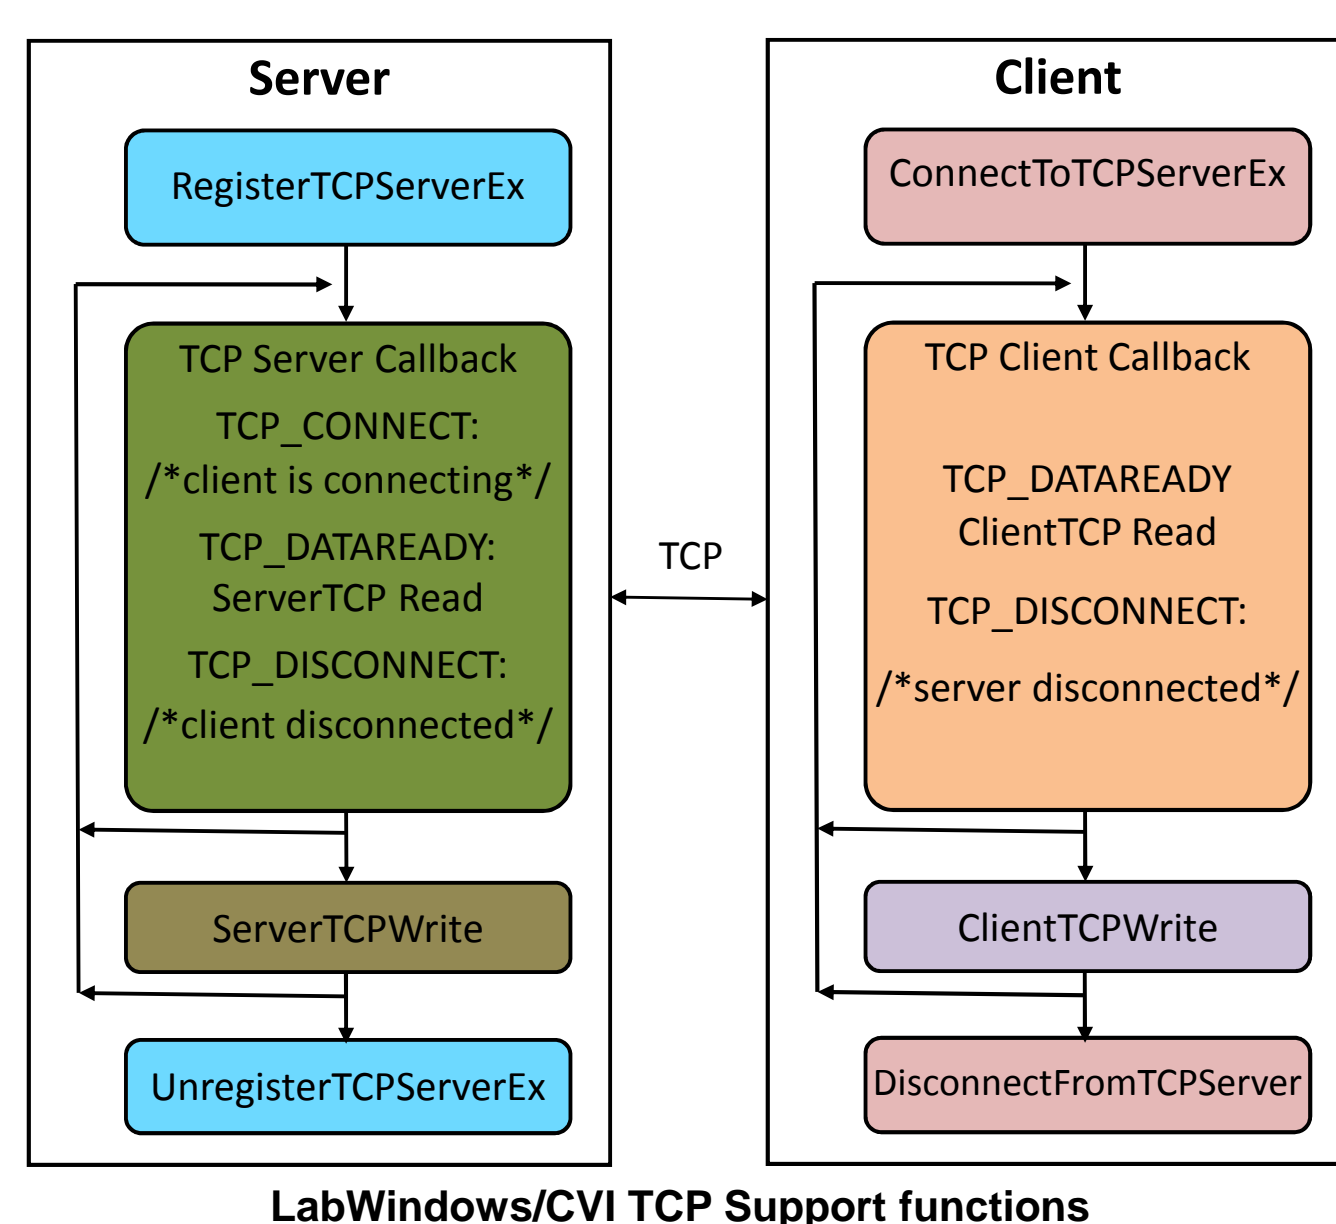 Server
RegisterTCPServerEx
TCP Server Callback
TCP_CONNECT:
/*client is connecting*/
TCP_DATAREADY:
ServerTCP Read
TCP_DISCONNECT:
/*client disconnected*/
ServerTCPWrite
UnregisterTCPServerEx
TCP
Client
ConnectToTCPServerEx
TCP Client Callback
TCP_DATAREADY
ClientTCP Read
TCP_DISCONNECT:
/*server disconnected*/
ClientTCPWrite
DisconnectFromTCPServer
LabWindows/CVI TCP Support functions